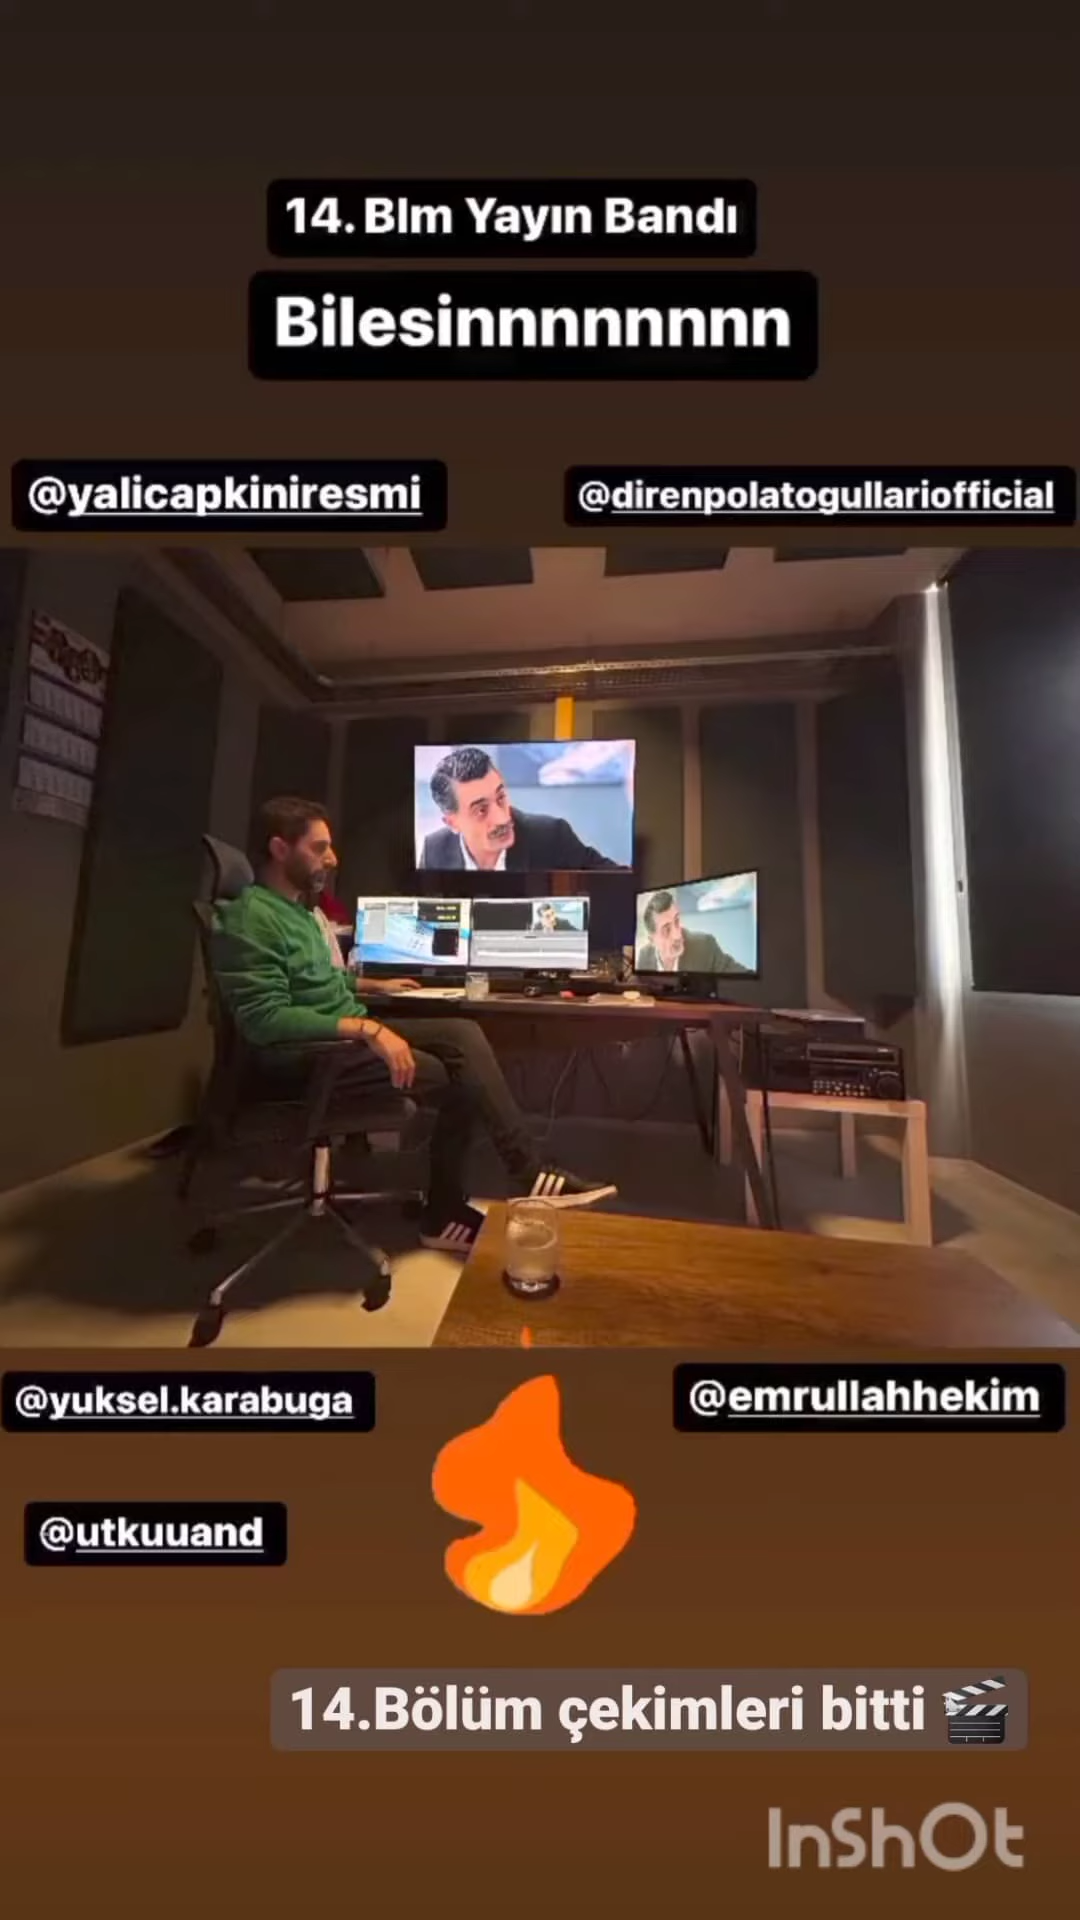 14. Blm Yayın Bandı
Bilesinnnnnnnn
@yalicapkiniresmi
@direnpolatogullariofficial
@yuksel.karabuga
@emrullahhekim
@utkuuand
14.Bölüm çekimleri bitti
InShOt